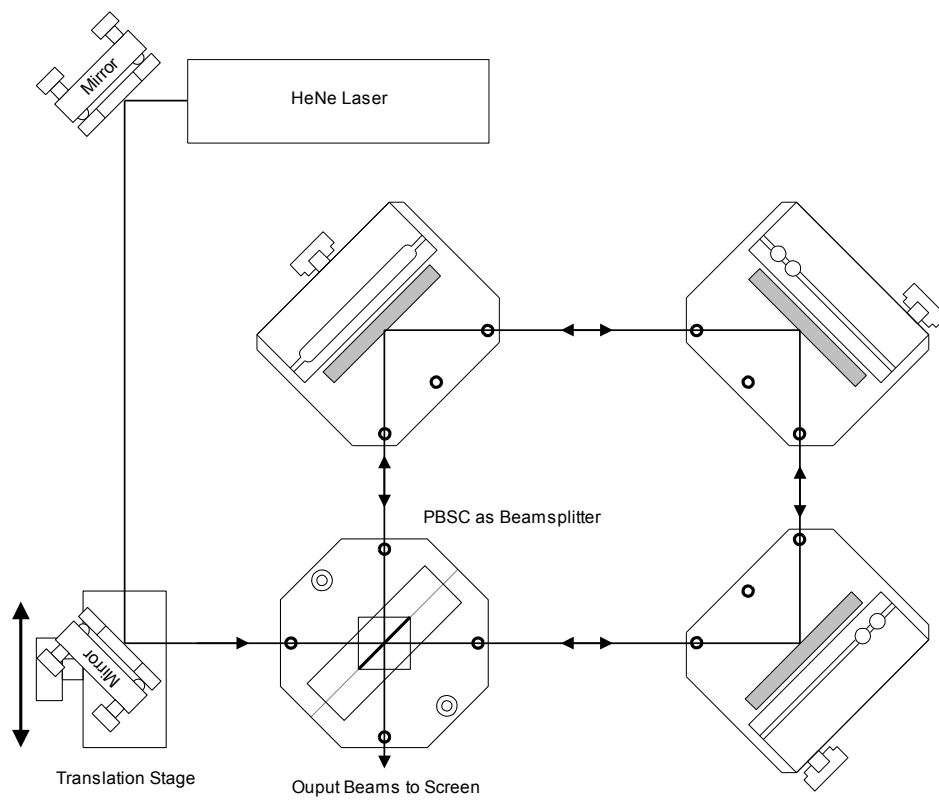 Mirror
HeNe Laser
PBSC as Beamsplitter
Mirror
Translation Stage
Ouput Beams to Screen